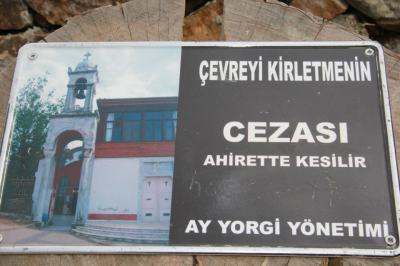 ÇEVREYİ KİRLETMENİN
CEZASI
AHİRETTE KESİLİR
AY YORGİ YÖNETİMİ